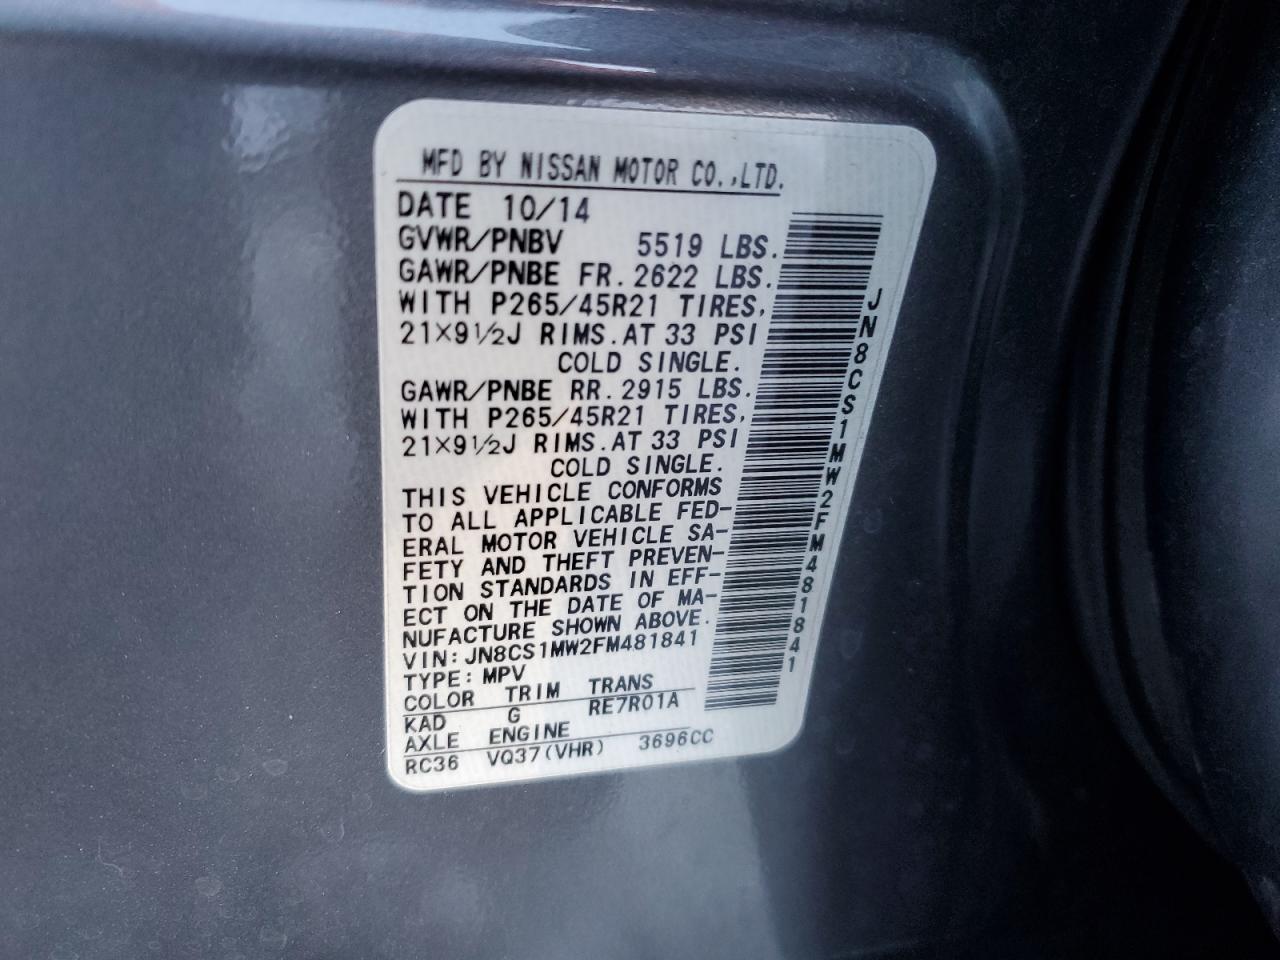 MFD BY NISSAN MOTOR CO.,LTD.
DATE 10/14
GVWR/PNBV 5519 LBS.
GAWR/PNBE FR. 2622 LBS.
WITH P265/45R21 TIRES,
21×9½J RIMS. AT 33 PSI
COLD SINGLE.
GAWR/PNBE RR. 2915 LBS.
WITH P265/45R21 TIRES,
21×9½J RIMS. AT 33 PSI
COLD SINGLE.
THIS VEHICLE CONFORMS
TO ALL APPLICABLE FED-
ERAL MOTOR VEHICLE SA-
FETY AND THEFT PREVEN-
TION STANDARDS IN EFF-
ECT ON THE DATE OF MA-
NUFACTURE SHOWN ABOVE.
VIN: JN8CS1MW2FM481841
TYPE: MPV
COLOR TRIM TRANS
KAD G RE7R01A
AXLE ENGINE
RC36 VQ37(VHR) 3696CC
JN8CS1MW2FM481841